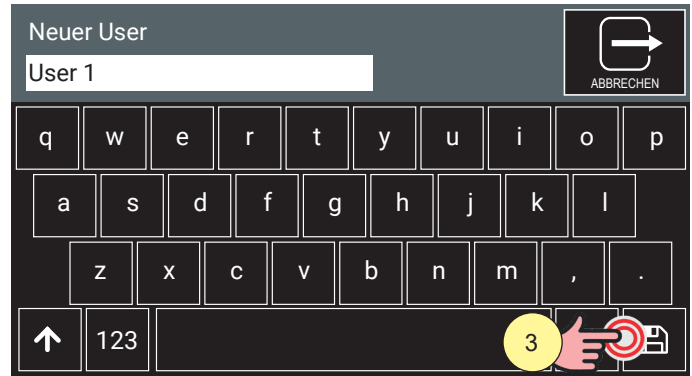 Neuer User
User 1
ABBRECHEN
q w e r t y u i o p
a s d f g h j k l
z x c v b n m , .
123 3